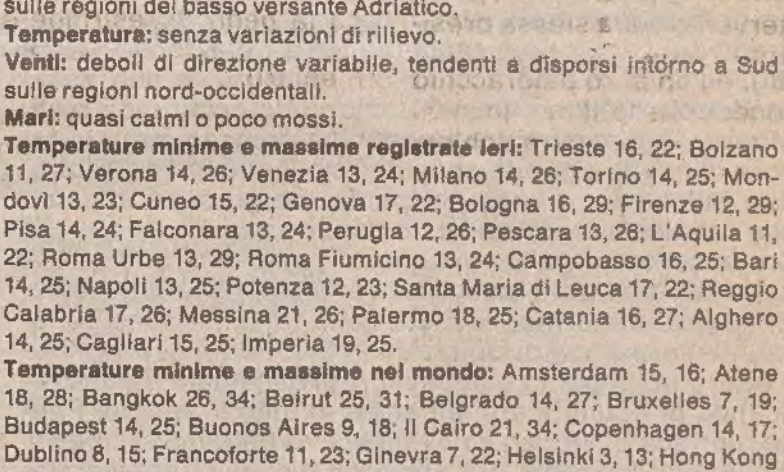 sulle regioni del basso versante Adriatico.
Temperatura: senza variazioni di rilievo.
Venti: deboli di direzione variabile, tendenti a disporsi intorno a Sud
sulle regioni nord-occidentali.
Mari: quasi calmi o poco mossi.
Temperature minime e massime registrate ieri: Trieste 16, 22; Bolzano
11, 27; Verona 14, 26; Venezia 13, 24; Milano 14, 26; Torino 14, 25; Mon-
dovì 13, 23; Cuneo 15, 22; Genova 17, 22; Bologna 16, 29; Firenze 12, 29;
Pisa 14, 24; Falconara 13, 24; Perugia 12, 26; Pescara 13, 26; L'Aquila 11,
22; Roma Urbe 13, 29; Roma Fiumicino 13, 24; Campobasso 16, 25; Bari
14, 25; Napoli 13, 25; Potenza 12, 23; Santa Maria di Leuca 17, 22; Reggio
Calabria 17, 26; Messina 21, 26; Palermo 18, 25; Catania 16, 27; Alghero
14, 25; Cagliari 15, 25; Imperia 19, 25.
Temperature minime e massime nel mondo: Amsterdam 15, 16; Atene
18, 28; Bangkok 26, 34; Beirut 25, 31; Belgrado 14, 27; Bruxelles 7, 19;
Budapest 14, 25; Buonos Aires 9, 18; Il Cairo 21, 34; Copenhagen 14, 17;
Dublino 8, 15; Francoforte 11, 23; Ginevra 7, 22; Helsinki 3, 13; Hong Kong